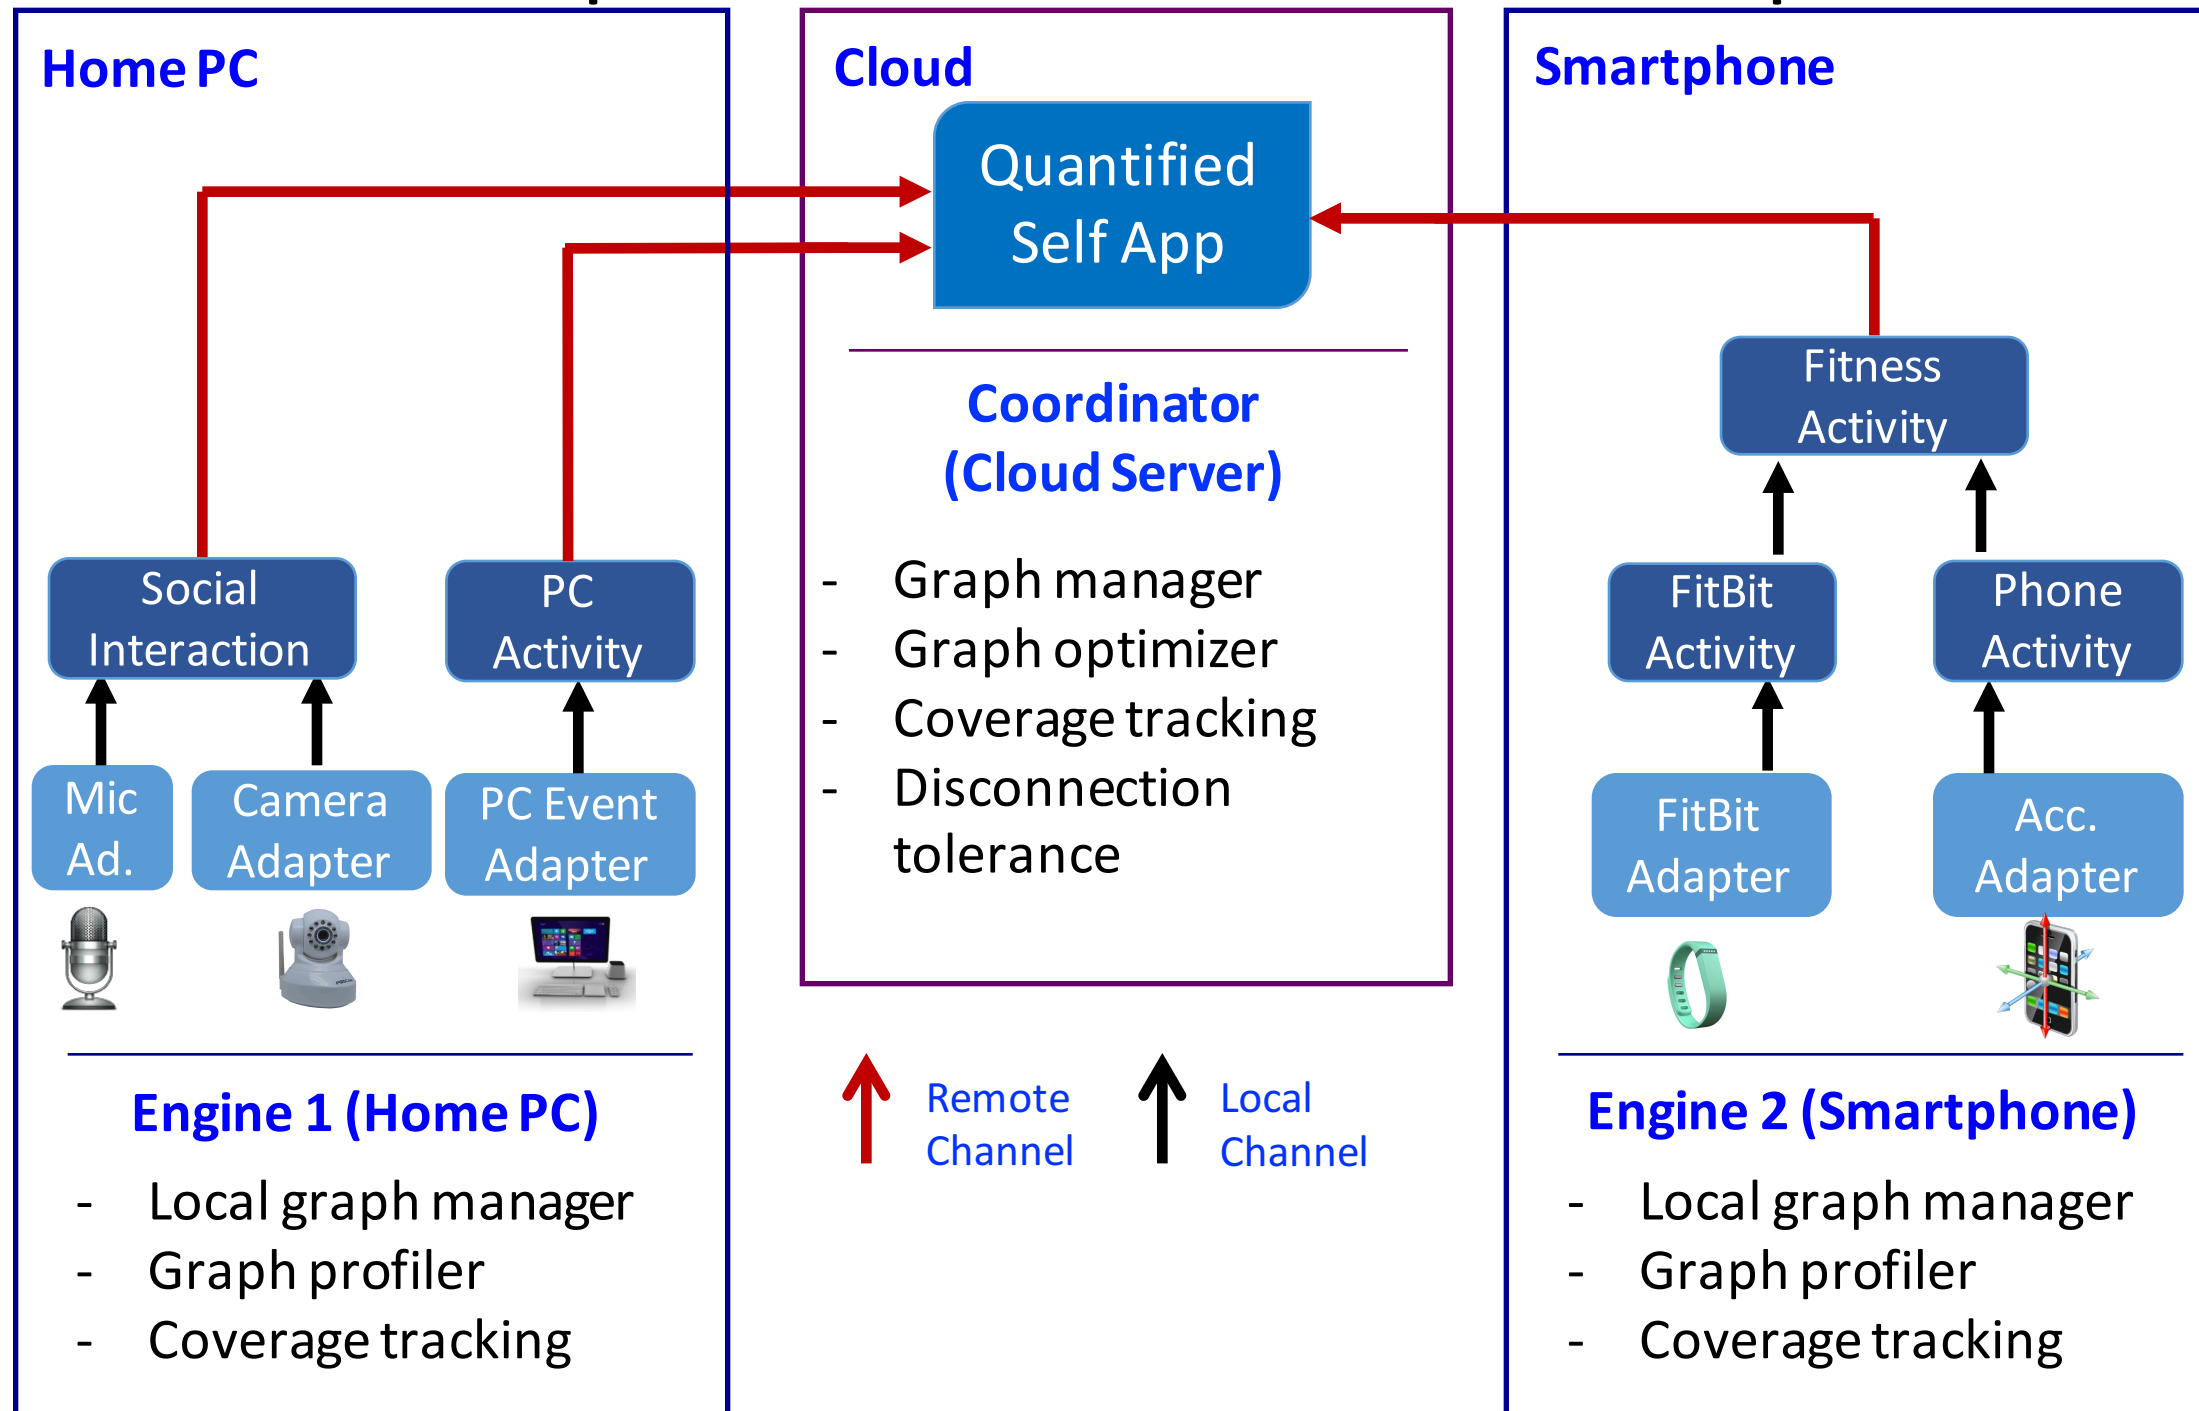 Home PC
Social
Interaction
PC
Activity
Mic
Ad.
Camera
Adapter
PC Event
Adapter
Engine 1 (Home PC)
- Local graph manager
- Graph profiler
- Coverage tracking
Cloud
Quantified
Self App
Coordinator
(Cloud Server)
- Graph manager
- Graph optimizer
- Coverage tracking
- Disconnection
tolerance
Remote
Channel
Local
Channel
Smartphone
Fitness
Activity
FitBit
Activity
Phone
Activity
FitBit
Adapter
Acc.
Adapter
Engine 2 (Smartphone)
- Local graph manager
- Graph profiler
- Coverage tracking